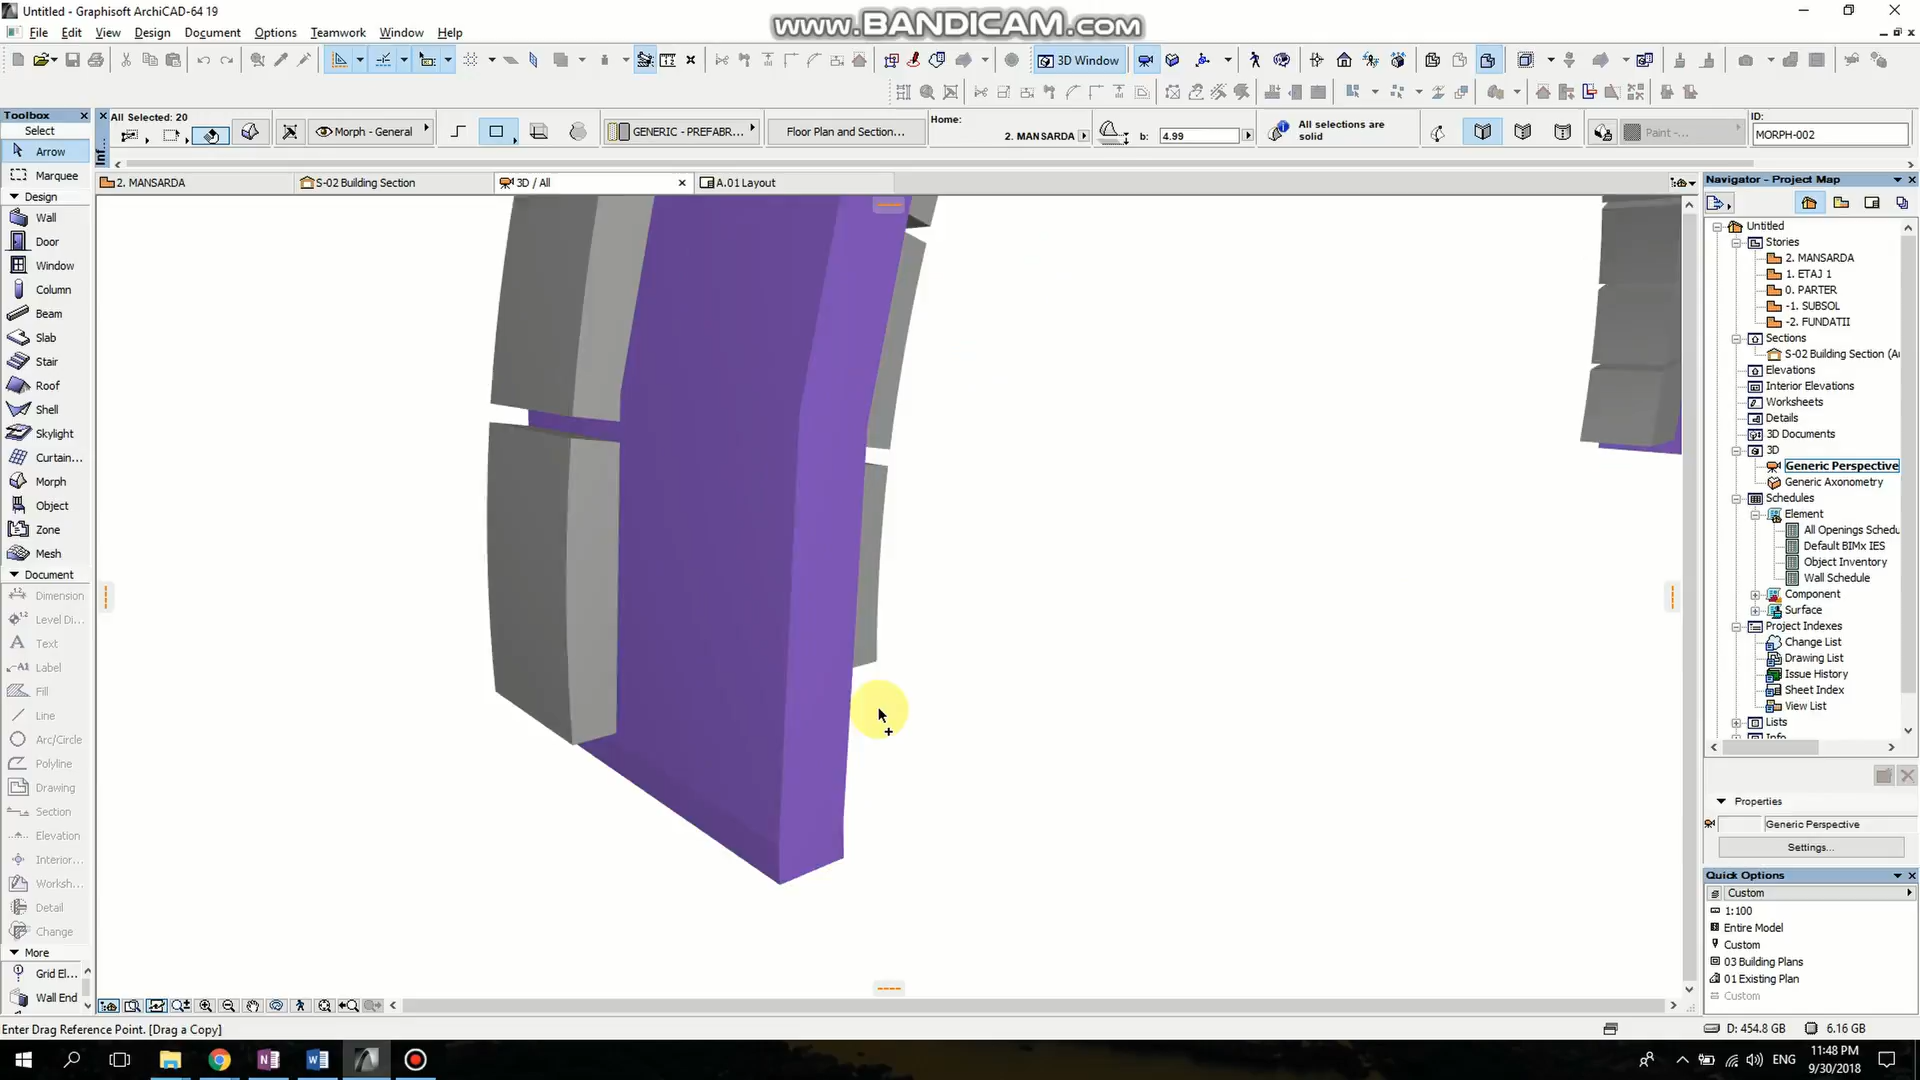 Untitled - Graphisoft ArchiCAD-64 19
www.BANDICAM.com
File Edit View Design Document Options Teamwork Window Help
3D Window
Toolbox
Select
Arrow
Marquee
Design
Wall
Door
Window
Column
Beam
Slab
Stair
Roof
Shell
Skylight
Curtain...
Morph
Object
Zone
Mesh
Document
Dimension
Level Di...
Text
Label
Fill
Line
Arc/Circle
Polyline
Drawing
Section
Elevation
Interior...
Worksh...
Detail
Change
More
Grid El...
Wall End
All Selected: 20
Morph - General
GENERIC - PREFABR...
Floor Plan and Section...
Home:
2. MANSARDA
b: 4.99
All selections are
solid
Paint -...
ID:
MORPH-002
2. MANSARDA
S-02 Building Section
3D / All
A.01 Layout
Navigator - Project Map
Untitled
Stories
2. MANSARDA
1. ETAJ 1
0. PARTER
-1. SUBSOL
-2. FUNDATII
Sections
S-02 Building Section (Au
Elevations
Interior Elevations
Worksheets
Details
3D Documents
3D
Generic Perspective
Generic Axonometry
Schedules
Element
All Openings Schedu
Default BIMx IES
Object Inventory
Wall Schedule
Component
Surface
Project Indexes
Change List
Drawing List
Issue History
Sheet Index
View List
Lists
Info
Properties
Generic Perspective
Settings...
Quick Options
Custom
1:100
Entire Model
Custom
03 Building Plans
01 Existing Plan
Custom
Enter Drag Reference Point. [Drag a Copy]
D: 454.8 GB
6.16 GB
ENG
11:48 PM
9/30/2018